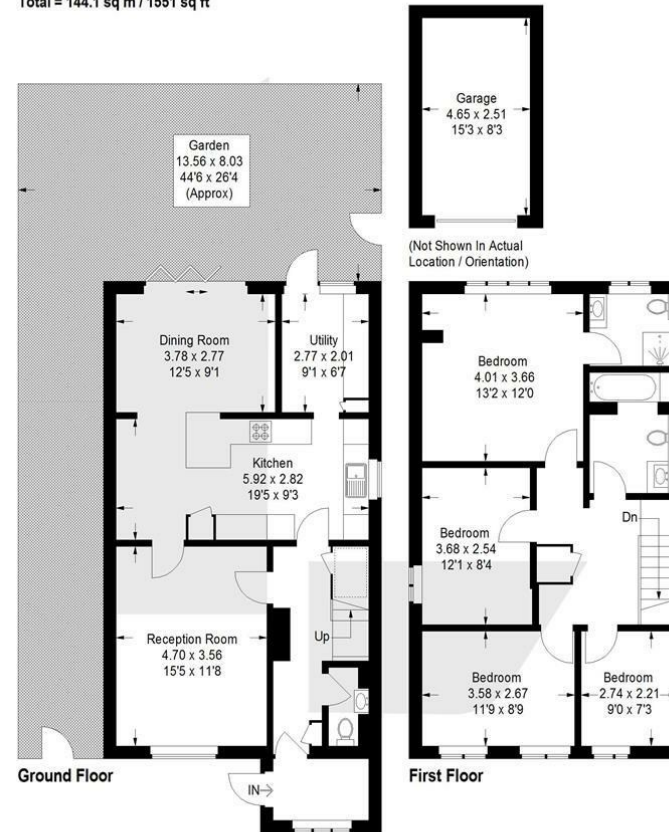 Total = 144.1 sq m / 1551 sq ft
Garage
4.65 x 2.51
15'3 x 8'3
Garden
13.56 x 8.03
44'6 x 26'4
(Approx)
(Not Shown In Actual
Location / Orientation)
Dining Room
3.78 x 2.77
12'5 x 9'1
Utility
2.77 x 2.01
9'1 x 6'7
Kitchen
5.92 x 2.82
19'5 x 9'3
Reception Room
4.70 x 3.56
15'5 x 11'8
Up
IN
Ground Floor
Bedroom
4.01 x 3.66
13'2 x 12'0
Bedroom
3.68 x 2.54
12'1 x 8'4
Dn
Bedroom
3.58 x 2.67
11'9 x 8'9
Bedroom
2.74 x 2.21
9'0 x 7'3
First Floor